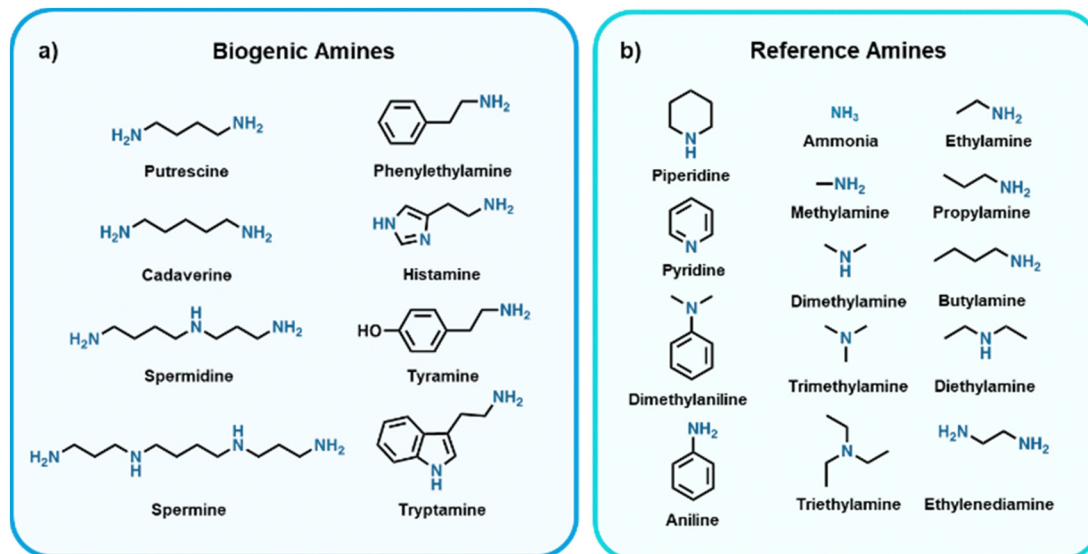 a) Biogenic Amines
H₂N NH₂
Putrescine
NH₂
Phenylethylamine
H₂N NH₂
Cadaverine
NH₂
HN
N
Histamine
H₂N H N NH₂
Spermidine
HO NH₂
Tyramine
H₂N N H H N NH₂
Spermine
NH₂
N
H
Tryptamine
b) Reference Amines
N
H
Piperidine
NH₃
Ammonia
NH₂
Ethylamine
N
Pyridine
NH₂
Methylamine
NH₂
Propylamine
N
Dimethylaniline
N
H
Dimethylamine
NH₂
Butylamine
N
Trimethylamine
N
H
Diethylamine
NH₂
Aniline
N
Triethylamine
H₂N NH₂
Ethylenediamine